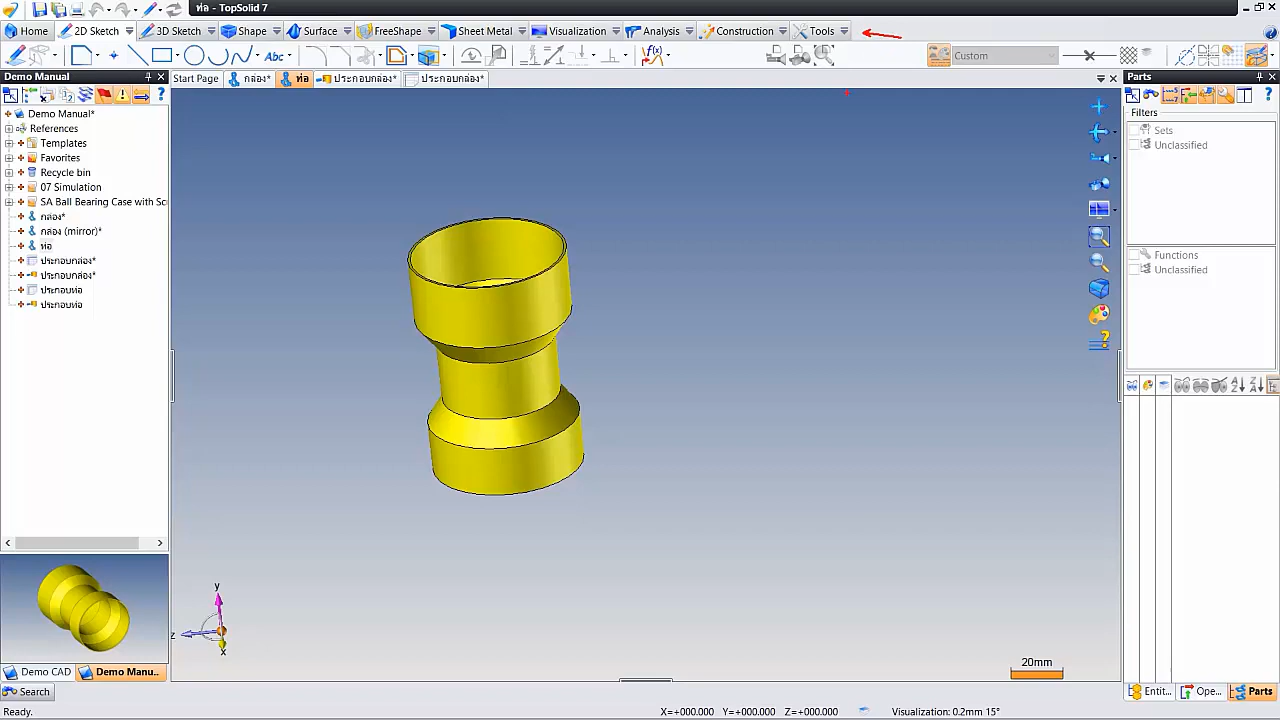 ท่อ - TopSolid 7
Home 2D Sketch 3D Sketch Shape Surface FreeShape Sheet Metal Visualization Analysis Construction Tools
Abc f(x) Custom
Demo Manual
Start Page กล่อง* ท่อ ประกอบกล่อง* ประกอบกล่อง*
Parts
Demo Manual*
References
Templates
Favorites
Recycle bin
07 Simulation
SA Ball Bearing Case with Sc
กล่อง*
กล่อง (mirror)*
ท่อ
ประกอบกล่อง*
ประกอบกล่อง*
ประกอบท่อ
ประกอบท่อ
Filters
Sets
Unclassified
Functions
Unclassified
y
z
x
20mm
Demo CAD Demo Manu..
Search
Entit... Ope... Parts
Ready.
X=+000.000 Y=+000.000 Z=+000.000 Visualization: 0.2mm 15°